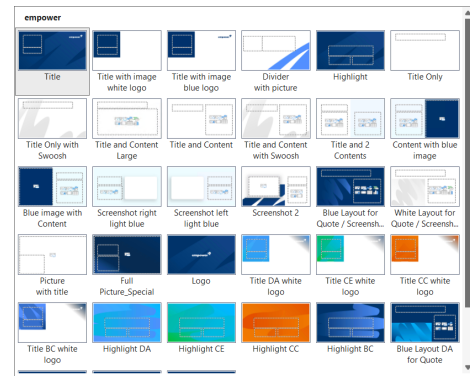 empower
Title
Title with image
white logo
Title with image
blue logo
Divider
with picture
Highlight
Title Only
Title Only with
Swoosh
Title and Content
Large
Title and Content
Title and Content
with Swoosh
Title and 2
Contents
Content with blue
image
Blue image with
Content
Screenshot right
light blue
Screenshot left
light blue
Screenshot 2
Blue Layout for
Quote / Screensh...
White Layout for
Quote / Screensh...
Picture
with title
Full
Picture_Special
Logo
Title DA white
logo
Title CE white
logo
Title CC white
logo
Title BC white
logo
Highlight DA
Highlight CE
Highlight CC
Highlight BC
Blue Layout DA
for Quote